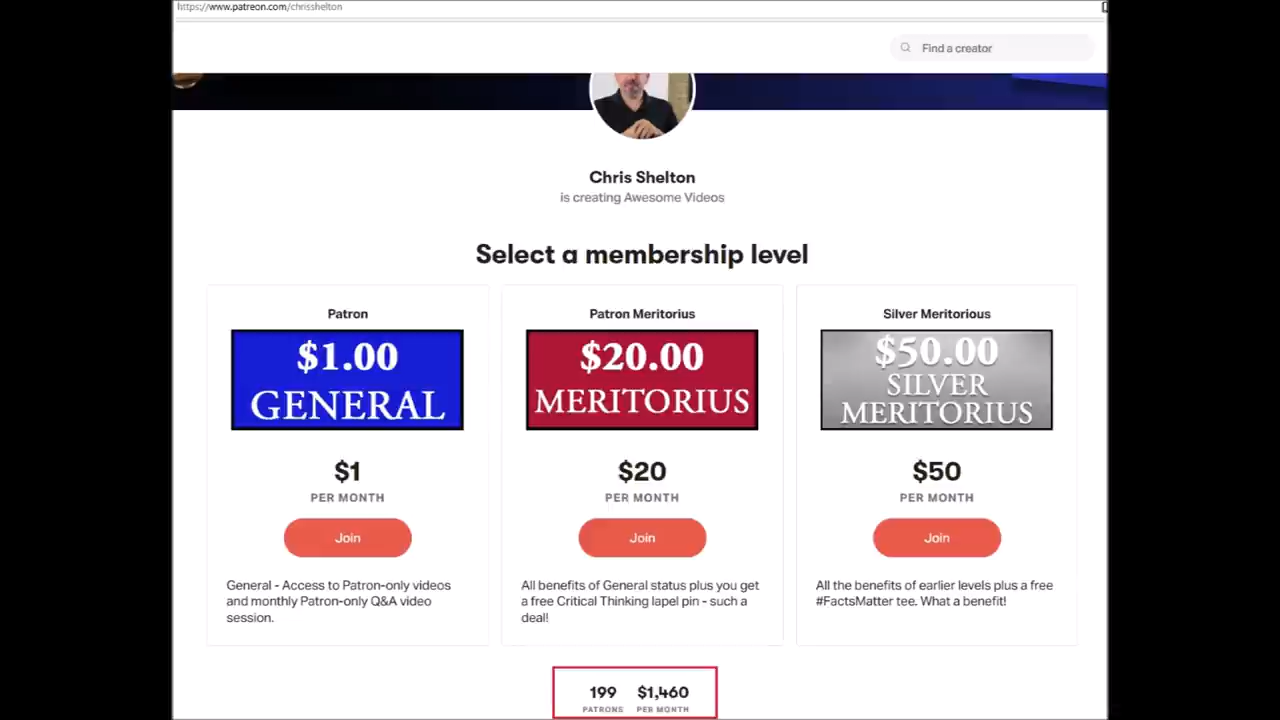 https://www.patreon.com/chrisshelton
Find a creator
Chris Shelton
is creating Awesome Videos
Select a membership level
Patron
$1.00
GENERAL
$1
PER MONTH
Join
General - Access to Patron-only videos
and monthly Patron-only Q&A video
session.
Patron Meritorius
$20.00
MERITORIUS
$20
PER MONTH
Join
All benefits of General status plus you get
a free Critical Thinking lapel pin - such a
deal!
Silver Meritorious
$50.00
SILVER
MERITORIUS
$50
PER MONTH
Join
All the benefits of earlier levels plus a free
#FactsMatter tee. What a benefit!
199 $1,460
PATRONS PER MONTH